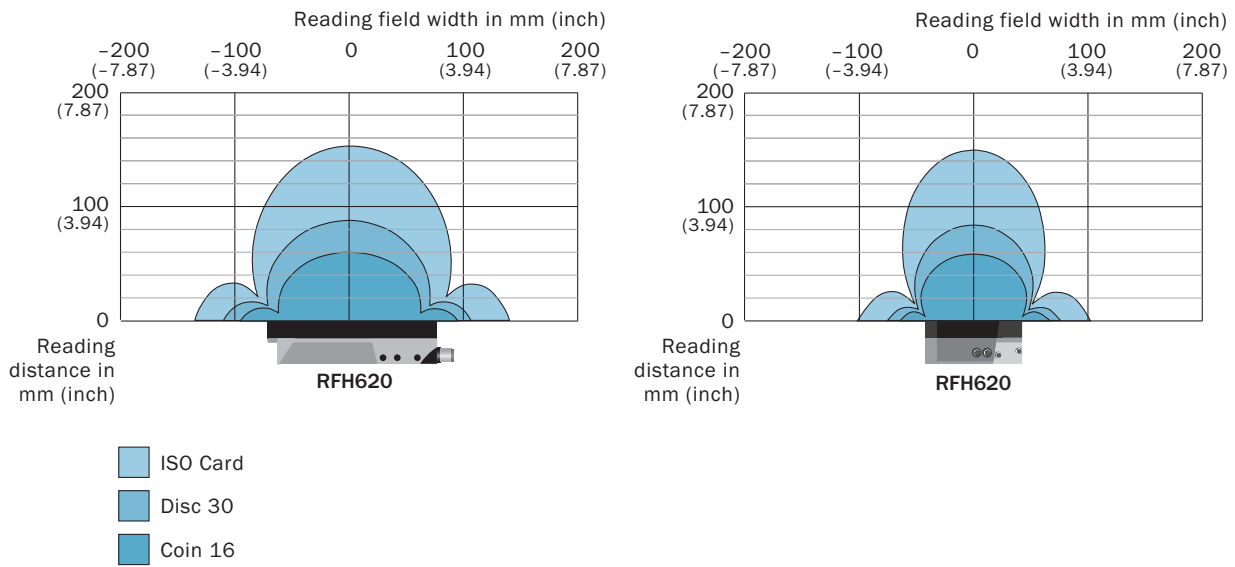 Reading field width in mm (inch)
–200 –100 0 100 200
(–7.87) (–3.94) (3.94) (7.87)
200
(7.87)
100
(3.94)
0
Reading
distance in
mm (inch)
RFH620
Reading field width in mm (inch)
–200 –100 0 100 200
(–7.87) (–3.94) (3.94) (7.87)
200
(7.87)
100
(3.94)
0
Reading
distance in
mm (inch)
RFH620
ISO Card
Disc 30
Coin 16